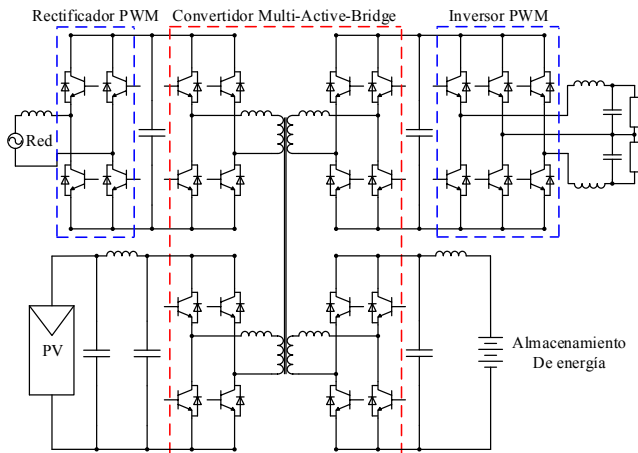 Rectificador PWM
Convertidor Multi-Active-Bridge
Inversor PWM
Red
PV
Almacenamiento
De energía